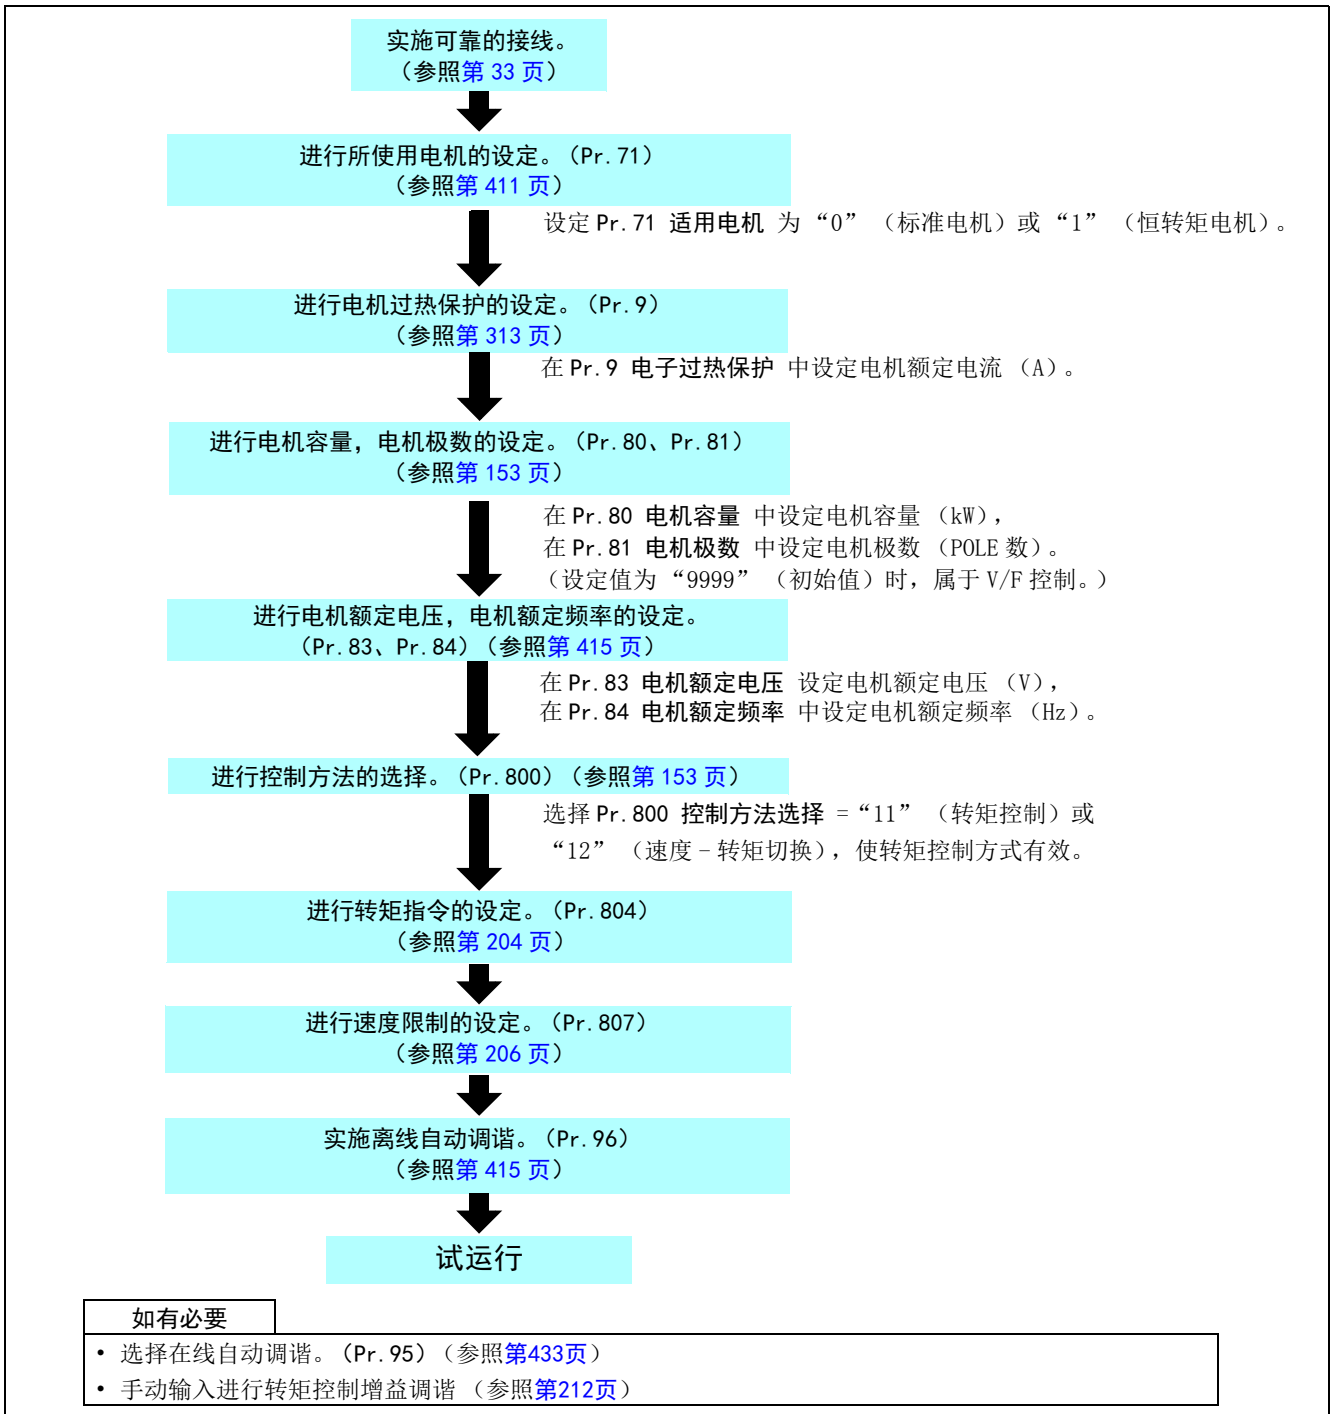 实施可靠的接线。
（参照第 33 页）
进行所使用电机的设定。（Pr.71）
（参照第 411 页）
设定 Pr.71 适用电机 为 “0” （标准电机）或 “1” （恒转矩电机）。
进行电机过热保护的设定。（Pr.9）
（参照第 313 页）
在 Pr.9 电子过热保护 中设定电机额定电流 （A）。
进行电机容量，电机极数的设定。（Pr.80、Pr.81）
（参照第 153 页）
在 Pr.80 电机容量 中设定电机容量 （kW），
在 Pr.81 电机极数 中设定电机极数 （POLE 数）。
（设定值为 “9999” （初始值）时，属于 V/F 控制。）
进行电机额定电压，电机额定频率的设定。
（Pr.83、Pr.84）（参照第 415 页）
在 Pr.83 电机额定电压 设定电机额定电压 （V），
在 Pr.84 电机额定频率 中设定电机额定频率 （Hz）。
进行控制方法的选择。（Pr.800）（参照第 153 页）
选择 Pr.800 控制方法选择 = “11” （转矩控制）或
“12” （速度 – 转矩切换），使转矩控制方式有效。
进行转矩指令的设定。（Pr.804）
（参照第 204 页）
进行速度限制的设定。（Pr.807）
（参照第 206 页）
实施离线自动调谐。（Pr.96）
（参照第 415 页）
试运行
如有必要
• 选择在线自动调谐。（Pr.95）（参照第433页）
• 手动输入进行转矩控制增益调谐 （参照第212页）